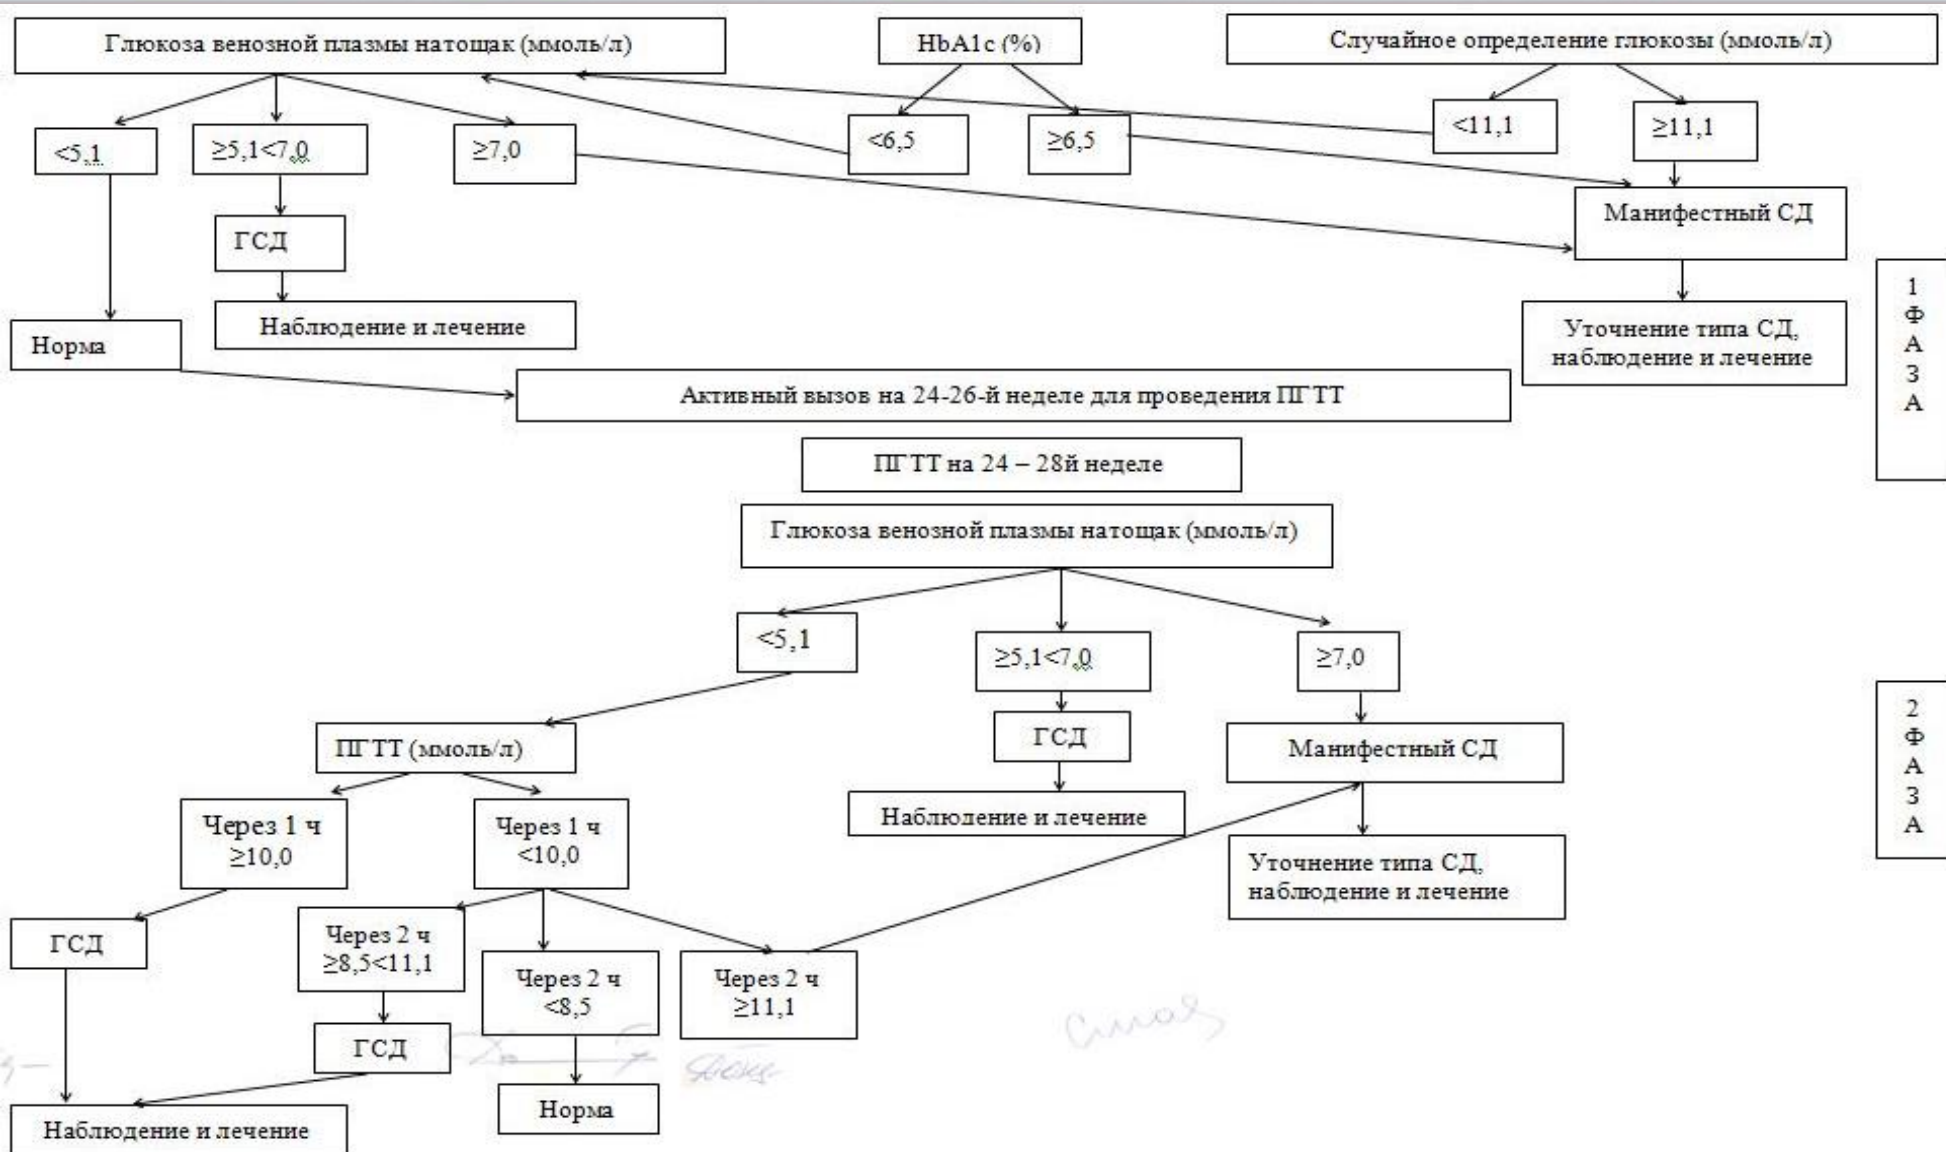 Глюкоза венозной плазмы натощак (ммоль/л)
HbA1c (%)
Случайное определение глюкозы (ммоль/л)
<5,1
≥5,1<7,0
≥7,0
<6,5
≥6,5
<11,1
≥11,1
ГСД
Манифестный СД
Наблюдение и лечение
Уточнение типа СД,
наблюдение и лечение
Норма
Активный вызов на 24-26-й неделе для проведения ПГТТ
1
Ф
А
З
А
ПГТТ на 24 – 28й неделе
Глюкоза венозной плазмы натощак (ммоль/л)
<5,1
≥5,1<7,0
≥7,0
ПГТТ (ммоль/л)
ГСД
Манифестный СД
Наблюдение и лечение
Уточнение типа СД,
наблюдение и лечение
2
Ф
А
З
А
Через 1 ч
≥10,0
Через 1 ч
<10,0
ГСД
Через 2 ч
≥8,5<11,1
Через 2 ч
<8,5
Через 2 ч
≥11,1
ГСД
Норма
Наблюдение и лечение